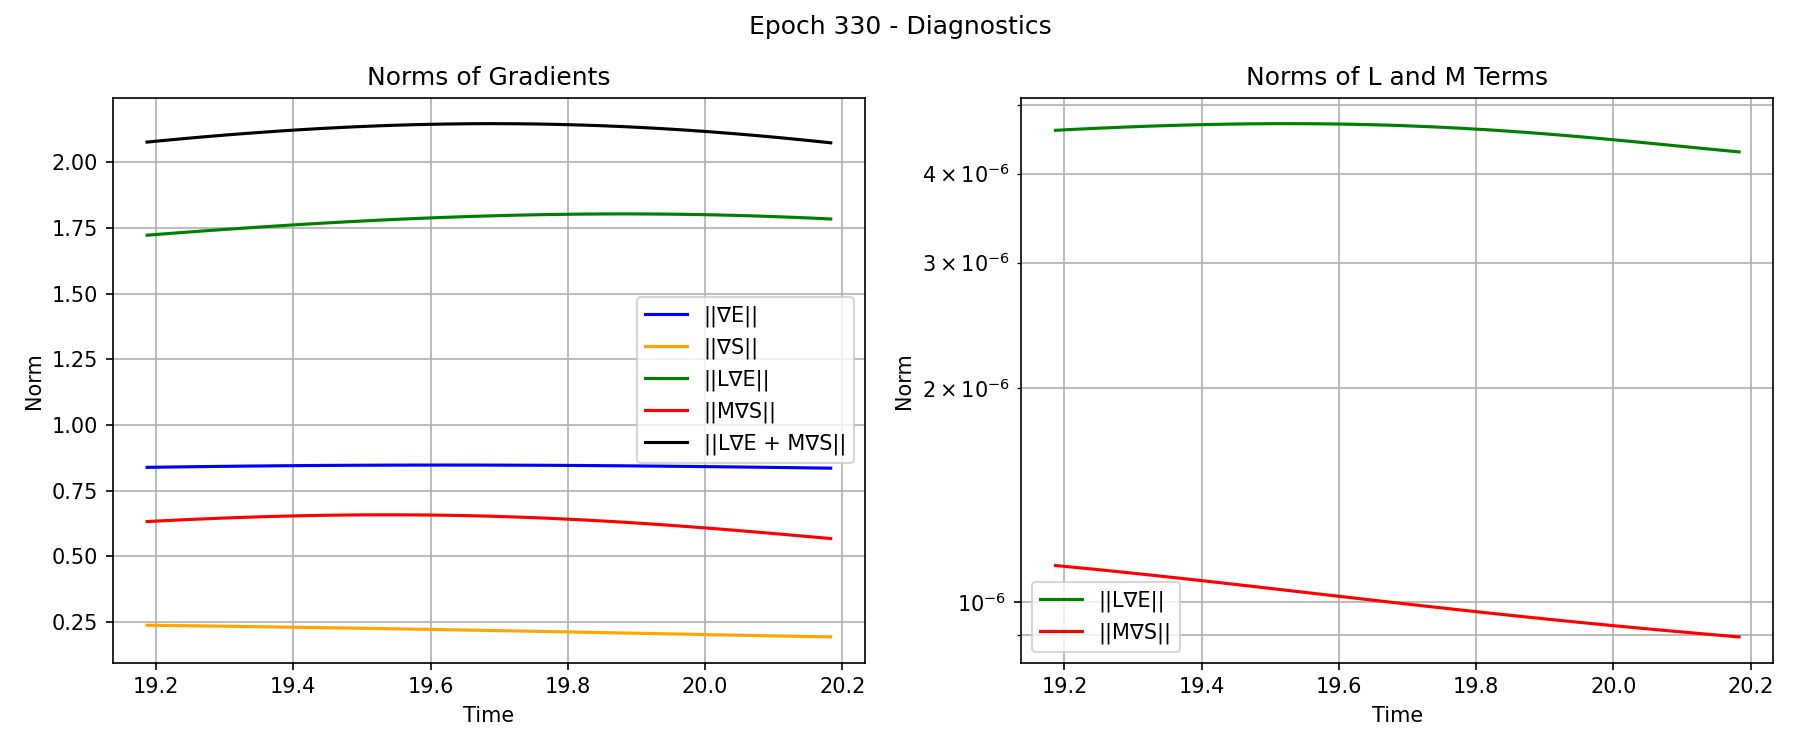 Epoch 330 - Diagnostics
Norms of Gradients
Norm
2.00
1.75
1.50
1.25
1.00
0.75
0.50
0.25
||∇E||
||∇S||
||L∇E||
||M∇S||
||L∇E + M∇S||
19.2 19.4 19.6 19.8 20.0 20.2
Time
Norms of L and M Terms
Norm
4 × 10⁻⁶
3 × 10⁻⁶
2 × 10⁻⁶
10⁻⁶
||L∇E||
||M∇S||
19.2 19.4 19.6 19.8 20.0 20.2
Time